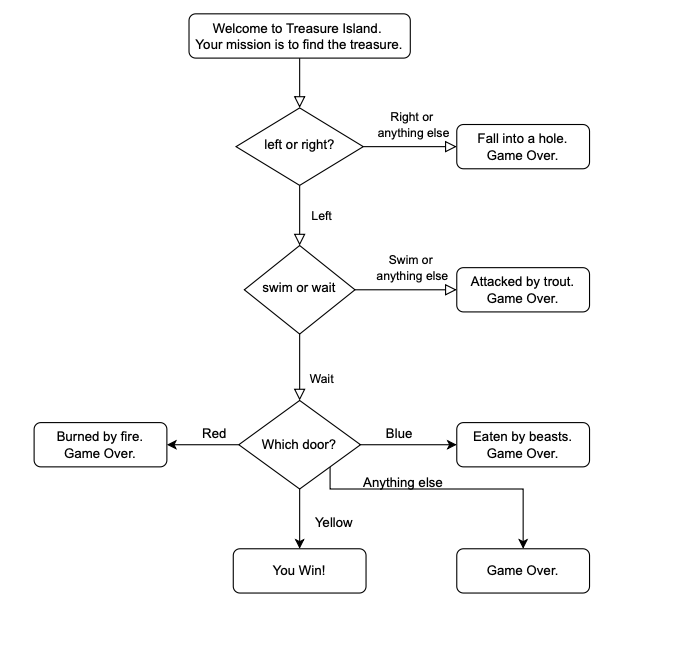 Welcome to Treasure Island.
Your mission is to find the treasure.
left or right?
Right or
anything else
Fall into a hole.
Game Over.
Left
swim or wait
Swim or
anything else
Attacked by trout.
Game Over.
Wait
Burned by fire.
Game Over.
Red
Which door?
Blue
Eaten by beasts.
Game Over.
Anything else
Yellow
You Win!
Game Over.